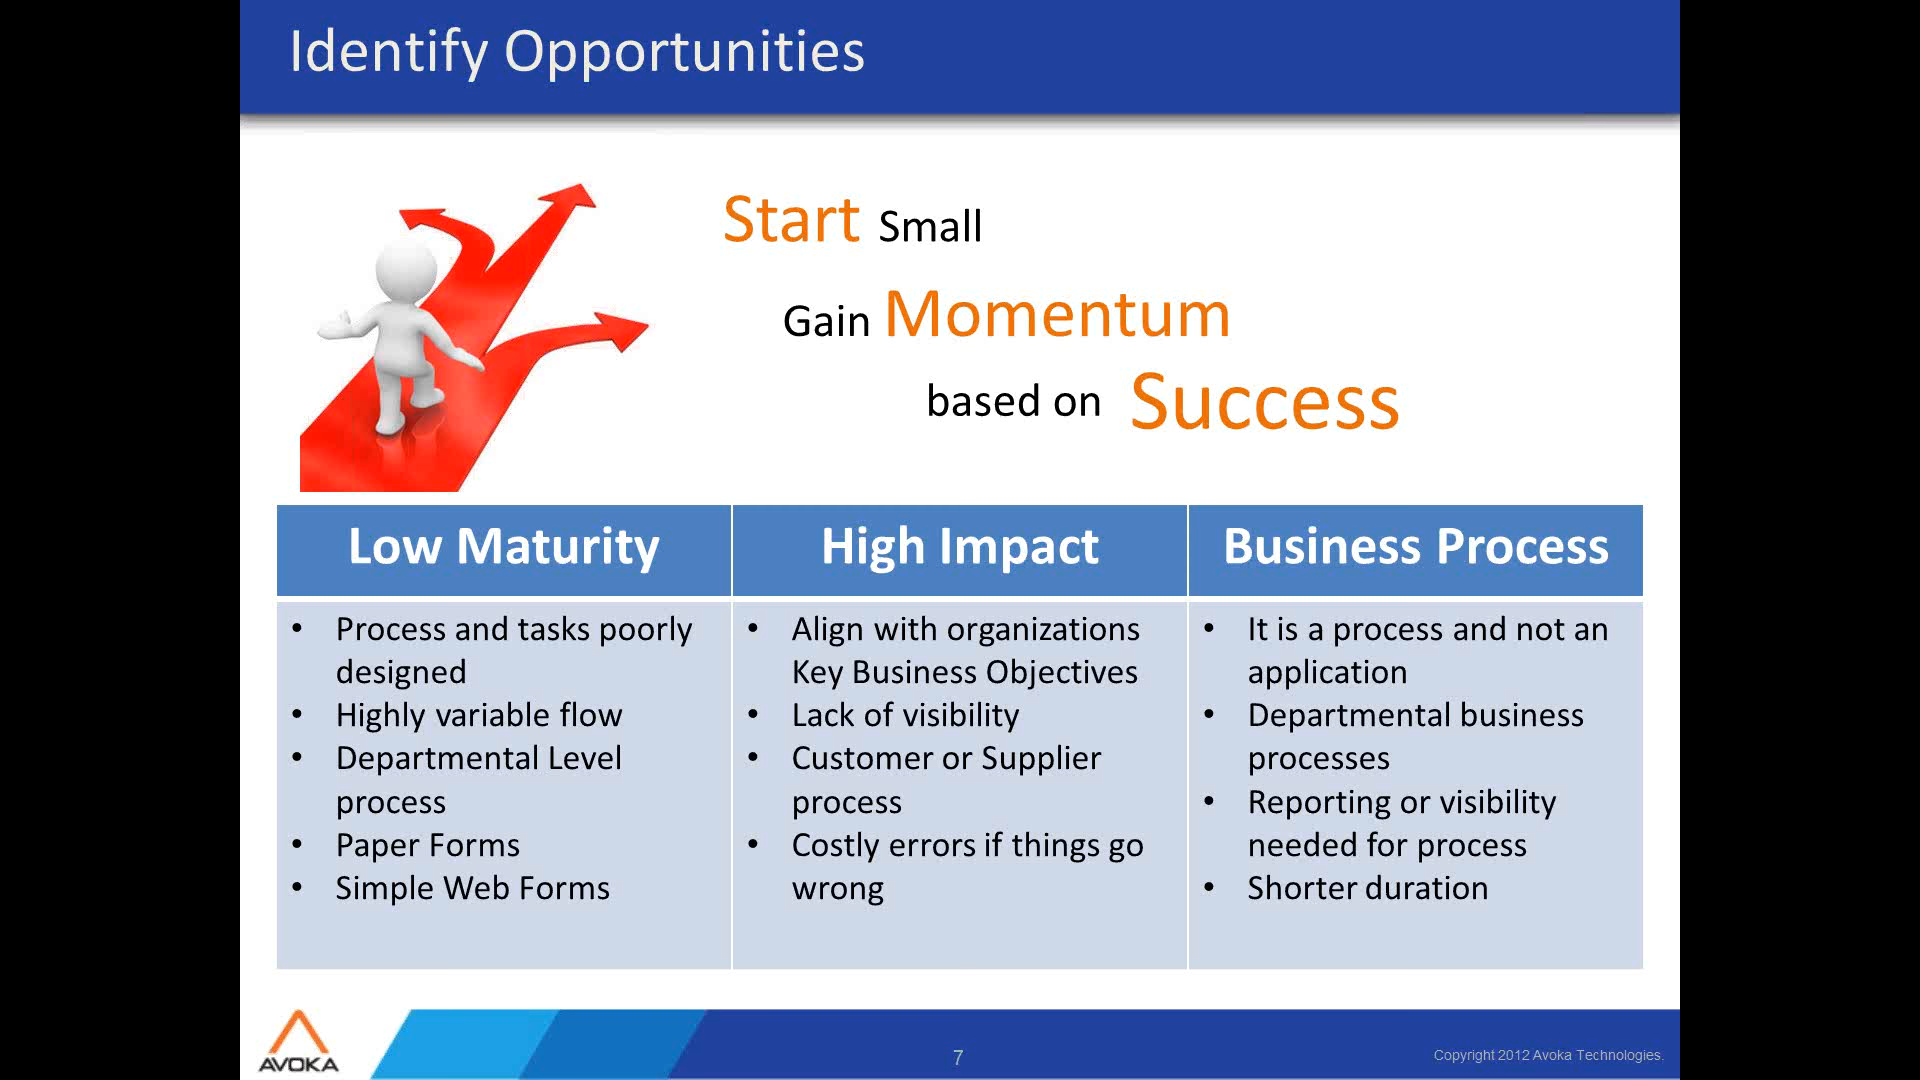 Identify Opportunities
Start Small
Gain Momentum
based on Success
Low Maturity
• Process and tasks poorly
designed
• Highly variable flow
• Departmental Level
process
• Paper Forms
• Simple Web Forms
High Impact
• Align with organizations
Key Business Objectives
• Lack of visibility
• Customer or Supplier
process
• Costly errors if things go
wrong
Business Process
• It is a process and not an
application
• Departmental business
processes
• Reporting or visibility
needed for process
• Shorter duration
AVOKA
7
Copyright 2012 Avoka Technologies.